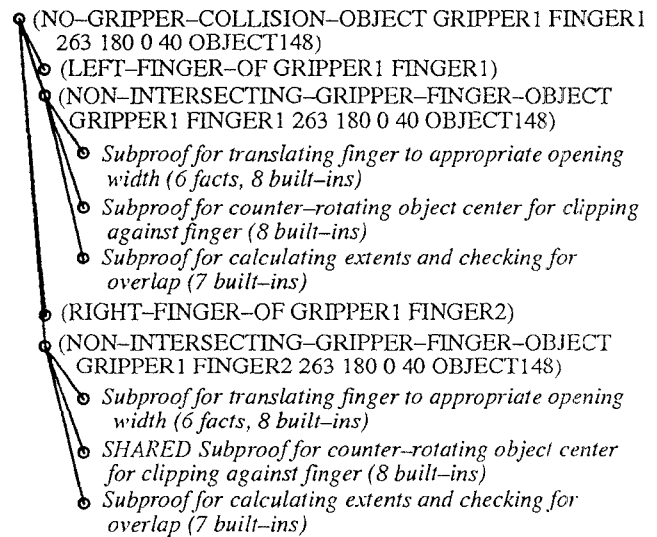 (NO–GRIPPER–COLLISION–OBJECT GRIPPER1 FINGER1
263 180 0 40 OBJECT148)
(LEFT–FINGER–OF GRIPPER1 FINGER1)
(NON–INTERSECTING–GRIPPER–FINGER–OBJECT
GRIPPER1 FINGER1 263 180 0 40 OBJECT148)
Subproof for translating finger to appropriate opening
width (6 facts, 8 built–ins)
Subproof for counter–rotating object center for clipping
against finger (8 built–ins)
Subproof for calculating extents and checking for
overlap (7 built–ins)
(RIGHT–FINGER–OF GRIPPER1 FINGER2)
(NON–INTERSECTING–GRIPPER–FINGER–OBJECT
GRIPPER1 FINGER2 263 180 0 40 OBJECT148)
Subproof for translating finger to appropriate opening
width (6 facts, 8 built–ins)
SHARED Subproof for counter–rotating object center
for clipping against finger (8 built–ins)
Subproof for calculating extents and checking for
overlap (7 built–ins)